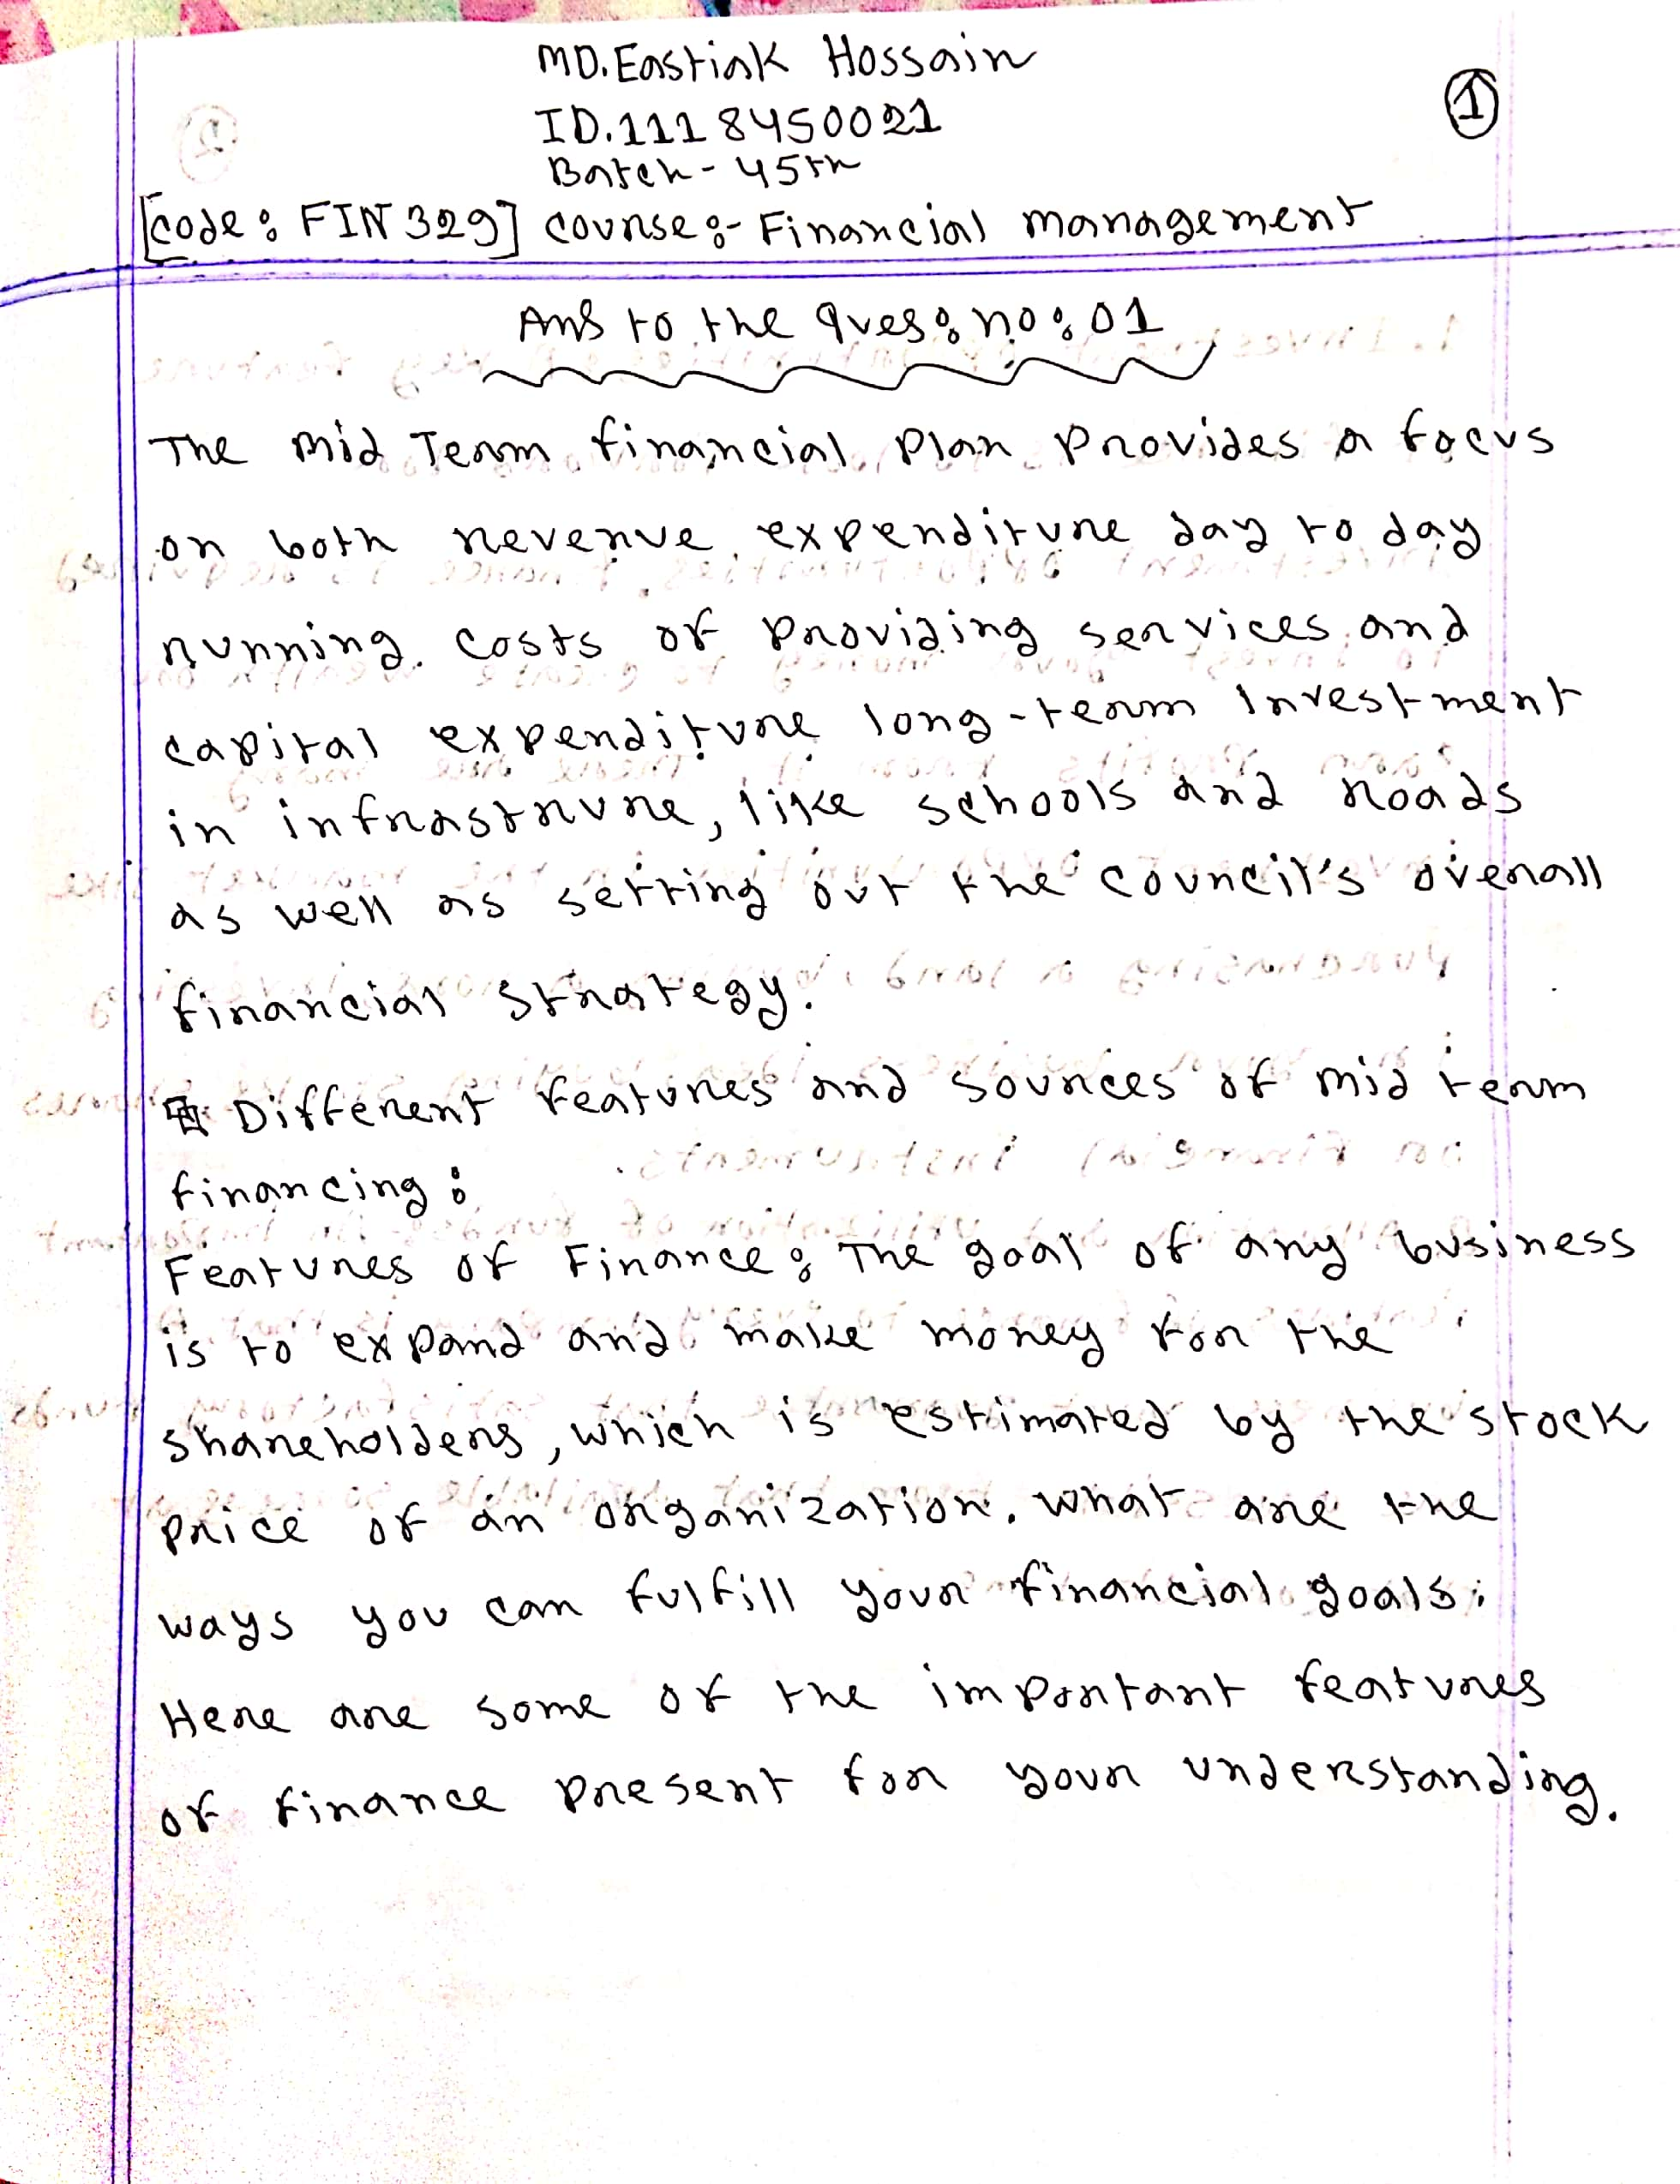 MD. Eastiak Hossain
①
ID. 1118450021
Batch - 45th
[Code: FIN 329] Course:- Financial management
Ans to the ques: no: 01
The Mid Term financial Plan Provides a focus
on both revenue expenditure day to day
running costs of Providing services and
capital expenditure long-term Investment
in infrastrure, like schools and roads
as well as setting out the council's overall
financial strategy.
Different features and sources of mid term
financing:
Features of Finance: The goal of any business
is to expand and make money for the
shareholders, which is estimated by the stock
Price of an organization. What are the
ways you can fulfill your financial goals:
Here are some of the important features
of finance present for your understanding.